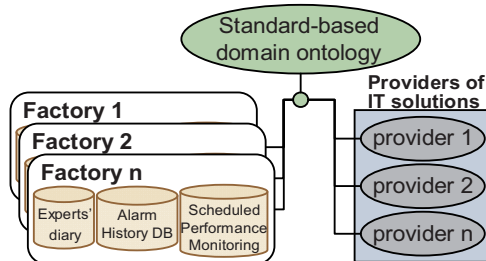 Standard-based
domain ontology
Providers of
IT solutions
Factory 1
Factory 2
Factory n
provider 1
provider 2
provider n
Experts'
diary
Alarm
History DB
Scheduled
Performance
Monitoring